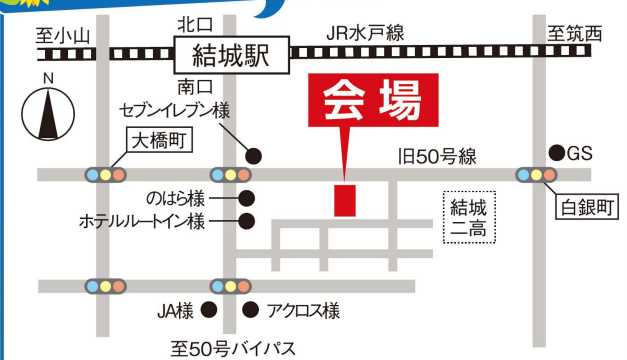 至小山
北口
JR水戸線
至筑西
結城駅
N
南口
セブンイレブン様
会場
大橋町
旧50号線
GS
のはら様
ホテルルートイン様
結城
二高
白銀町
JA様
アクロス様
至50号バイパス